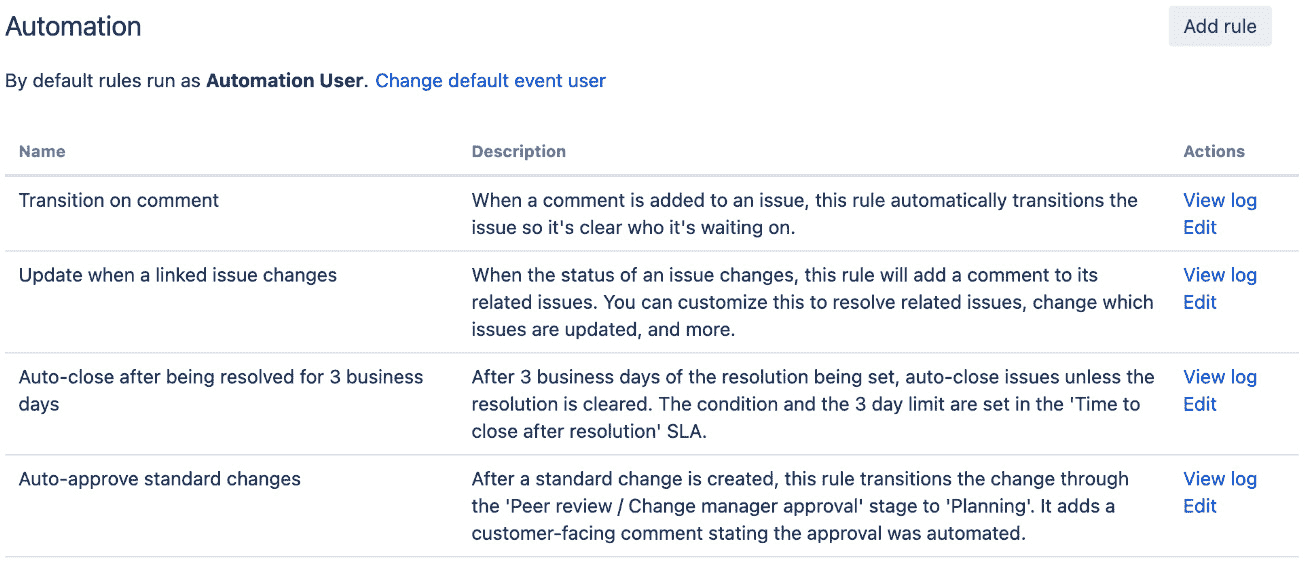 Automation
Add rule
By default rules run as Automation User. Change default event user
Name
Description
Actions
Transition on comment
When a comment is added to an issue, this rule automatically transitions the
issue so it's clear who it's waiting on.
View log
Edit
Update when a linked issue changes
When the status of an issue changes, this rule will add a comment to its
related issues. You can customize this to resolve related issues, change which
issues are updated, and more.
View log
Edit
Auto-close after being resolved for 3 business
days
After 3 business days of the resolution being set, auto-close issues unless the
resolution is cleared. The condition and the 3 day limit are set in the 'Time to
close after resolution' SLA.
View log
Edit
Auto-approve standard changes
After a standard change is created, this rule transitions the change through
the 'Peer review / Change manager approval' stage to 'Planning'. It adds a
customer-facing comment stating the approval was automated.
View log
Edit